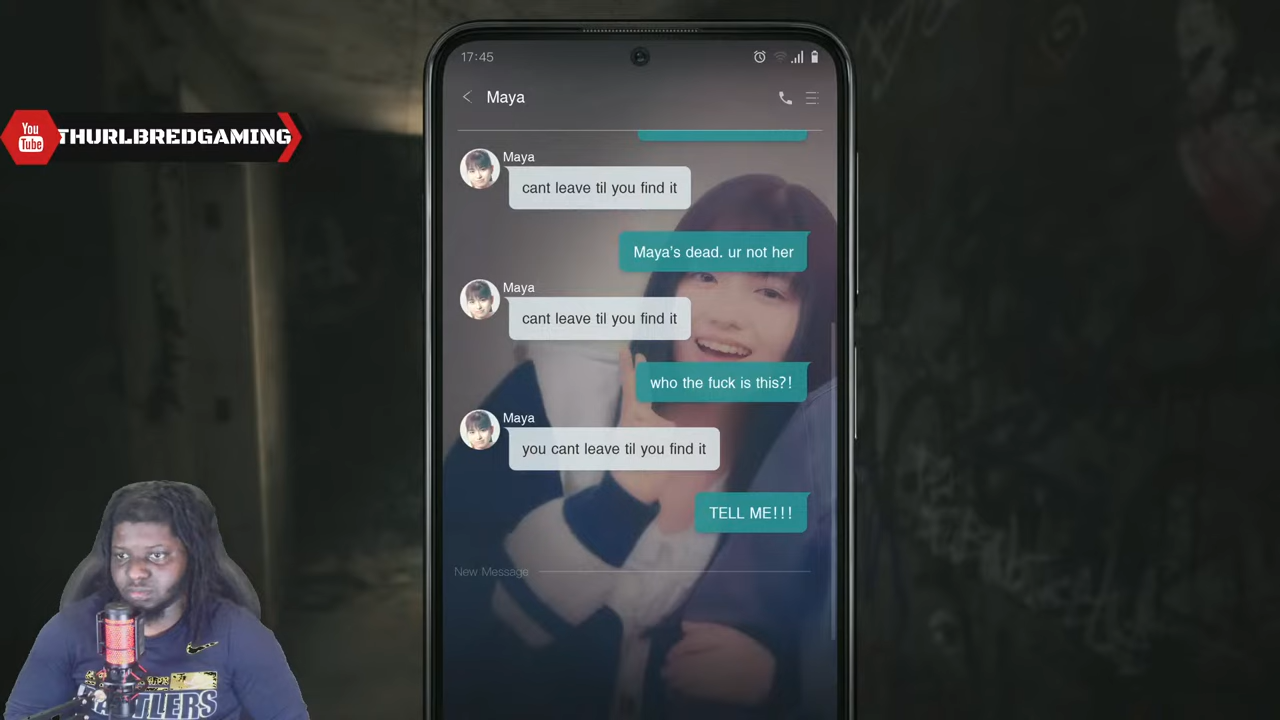 17:45
Maya
You
Tube
THURLBREDGAMING
Maya
cant leave til you find it
Maya's dead. ur not her
Maya
cant leave til you find it
who the fuck is this?!
Maya
you cant leave til you find it
TELL ME!!!
New Message